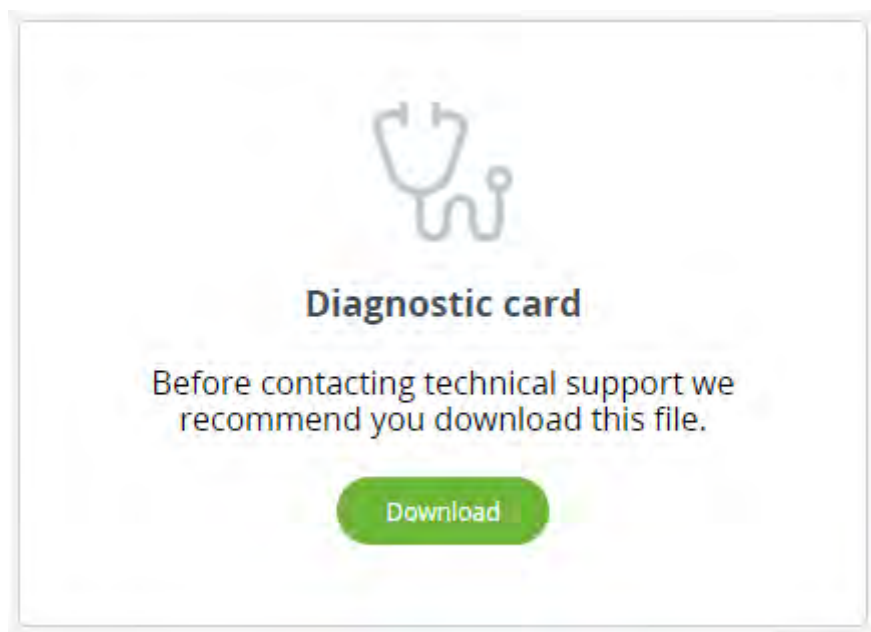 Diagnostic card
Before contacting technical support we
recommend you download this file.
Download